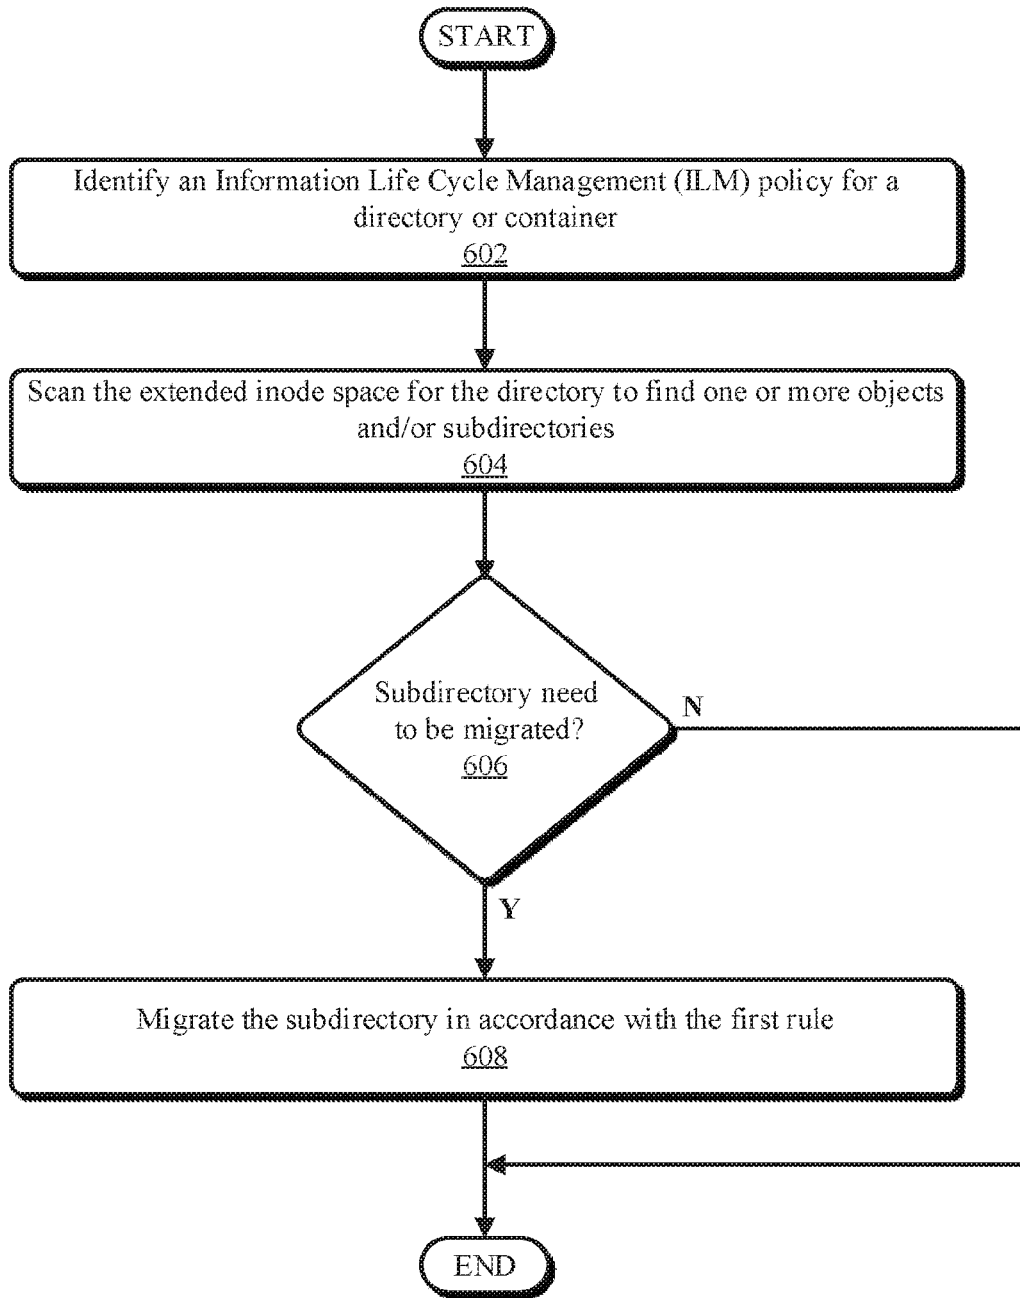 START
Identify an Information Life Cycle Management (ILM) policy for a
directory or container
602
Scan the extended inode space for the directory to find one or more objects
and/or subdirectories
604
Subdirectory need
to be migrated?
606
N
Y
Migrate the subdirectory in accordance with the first rule
608
END